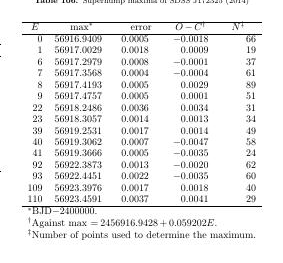 Table 106. Superhump maxima of SDSS J172325 (2014)
E max* error O − C† N‡
0 56916.9409 0.0005 −0.0018 66
1 56917.0029 0.0018 0.0009 19
6 56917.2979 0.0008 −0.0001 37
7 56917.3568 0.0004 −0.0004 61
8 56917.4193 0.0005 0.0029 89
9 56917.4757 0.0005 0.0001 51
22 56918.2486 0.0036 0.0034 31
23 56918.3057 0.0014 0.0013 34
39 56919.2531 0.0017 0.0014 49
40 56919.3062 0.0007 −0.0047 58
41 56919.3666 0.0005 −0.0035 24
92 56922.3873 0.0013 −0.0020 62
93 56922.4451 0.0022 −0.0035 60
109 56923.3976 0.0017 0.0018 40
110 56923.4591 0.0037 0.0041 29
*BJD−2400000.
†Against max = 2456916.9428 + 0.059202E.
‡Number of points used to determine the maximum.